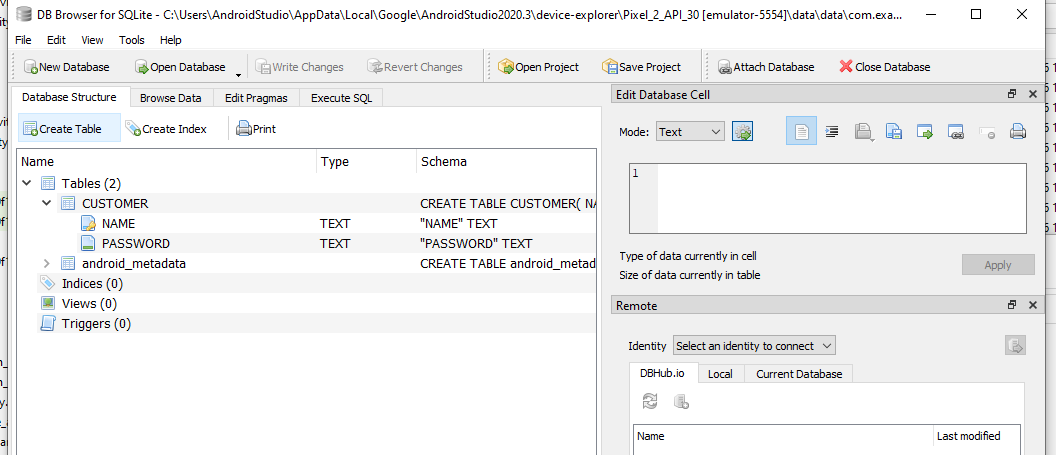 DB Browser for SQLite - C:\Users\AndroidStudio\AppData\Local\Google\AndroidStudio2020.3\device-explorer\Pixel_2_API_30 [emulator-5554]\data\data\com.exa...
File Edit View Tools Help
New Database Open Database Write Changes Revert Changes Open Project Save Project Attach Database Close Database
Database Structure Browse Data Edit Pragmas Execute SQL
Create Table Create Index Print
Name Type Schema
Tables (2)
CUSTOMER CREATE TABLE CUSTOMER( NA
NAME TEXT "NAME" TEXT
PASSWORD TEXT "PASSWORD" TEXT
android_metadata CREATE TABLE android_metad
Indices (0)
Views (0)
Triggers (0)
Edit Database Cell
Mode: Text
1
Type of data currently in cell
Size of data currently in table
Apply
Remote
Identity Select an identity to connect
DBHub.io Local Current Database
Name Last modified